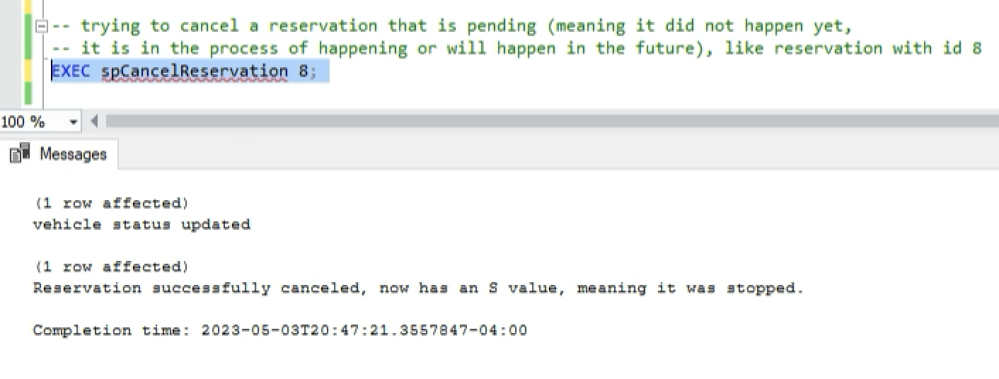 -- trying to cancel a reservation that is pending (meaning it did not happen yet,
-- it is in the process of happening or will happen in the future), like reservation with id 8
EXEC spCancelReservation 8;
100 %
Messages
(1 row affected)
vehicle status updated
(1 row affected)
Reservation successfully canceled, now has an S value, meaning it was stopped.
Completion time: 2023-05-03T20:47:21.3557847-04:00